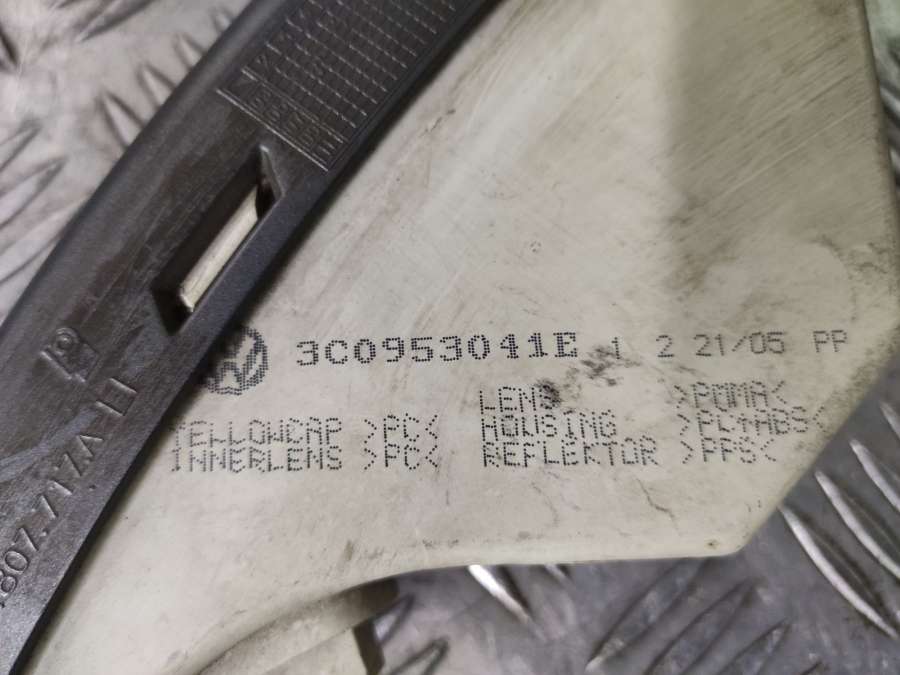 3C0953041E 1 2 21/05 PP
LENS >PMMA<
YELLOWCAP >PC< HOUSING >PC+ABS<
INNERLENS >PC< REFLEKTOR >PPS<